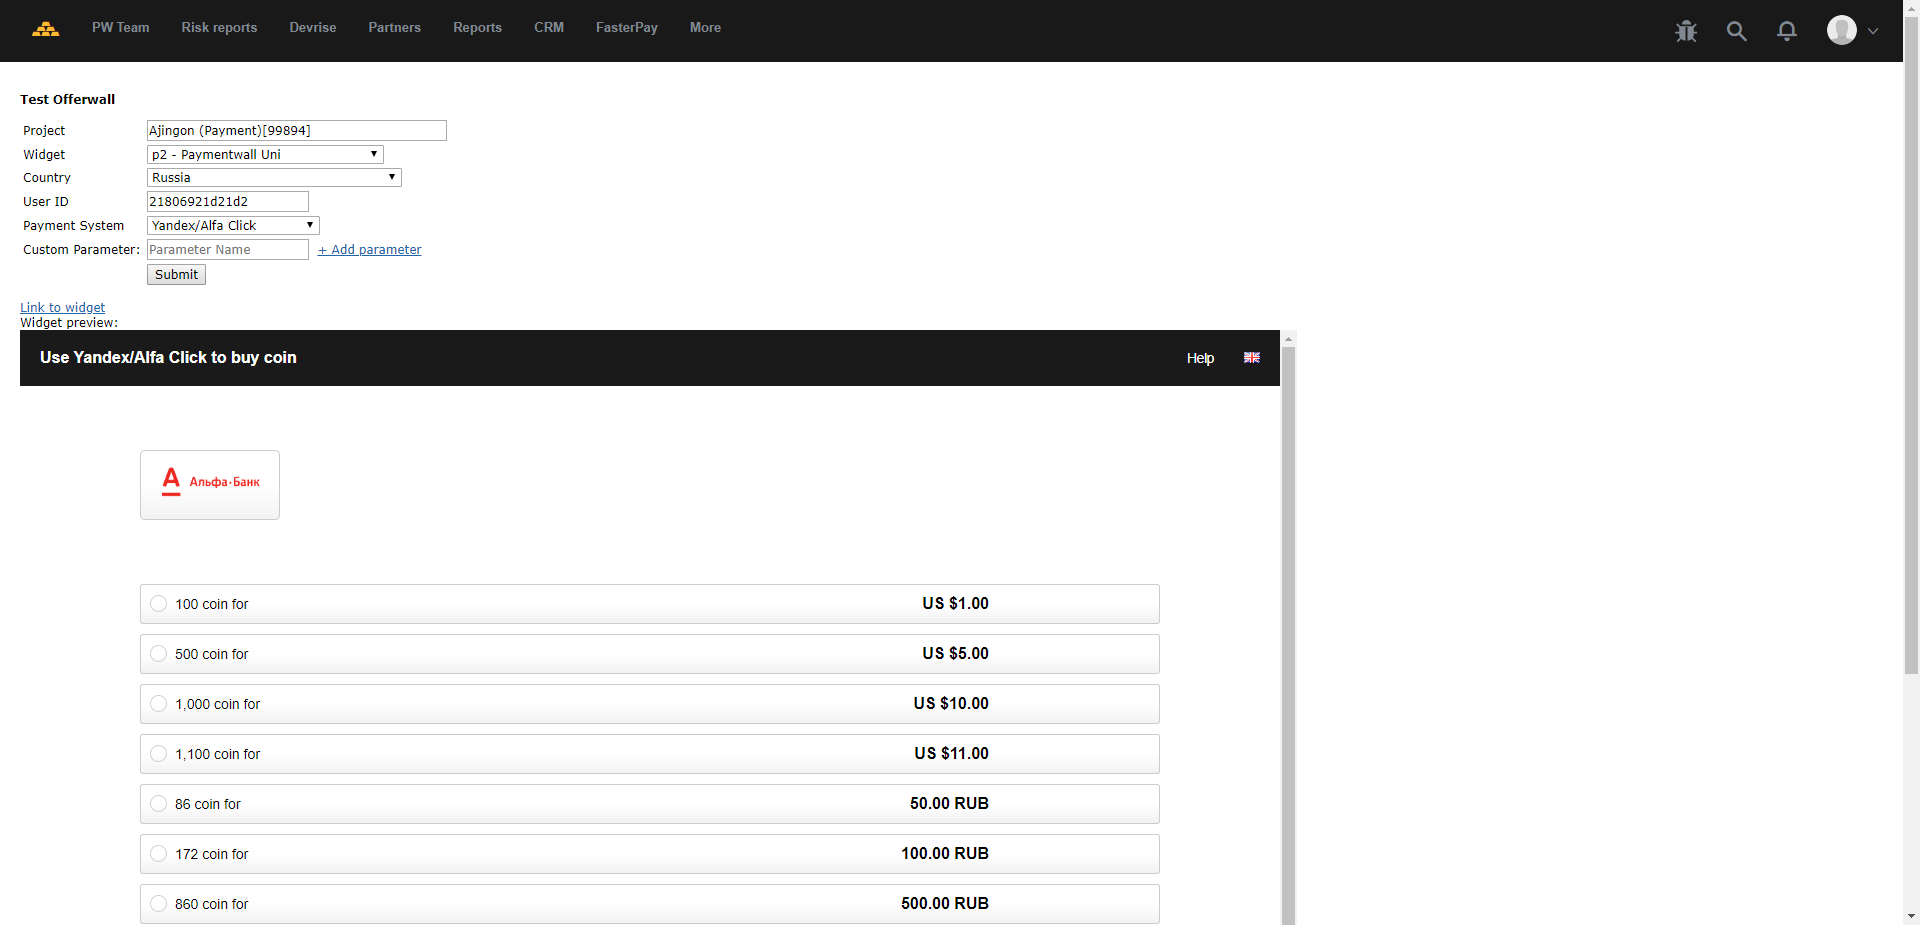 PW Team Risk reports Devrise Partners Reports CRM FasterPay More
Test Offerwall
Project Ajingon (Payment)[99894]
Widget p2 - Paymentwall Uni
Country Russia
User ID 21806921d21d2
Payment System Yandex/Alfa Click
Custom Parameter: Parameter Name + Add parameter
Submit
Link to widget
Widget preview:
Use Yandex/Alfa Click to buy coin Help
Альфа·Банк
100 coin for US $1.00
500 coin for US $5.00
1,000 coin for US $10.00
1,100 coin for US $11.00
86 coin for 50.00 RUB
172 coin for 100.00 RUB
860 coin for 500.00 RUB